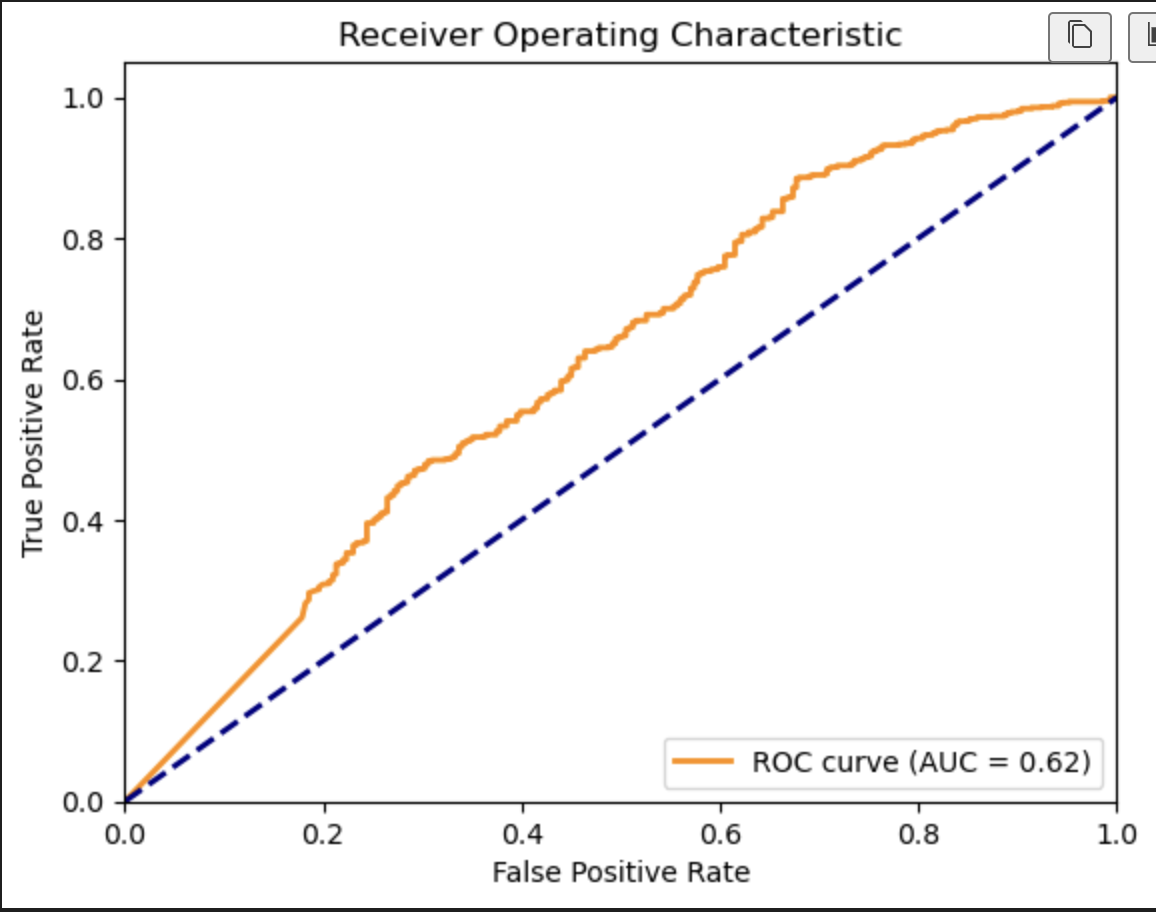 Receiver Operating Characteristic
True Positive Rate
1.0
0.8
0.6
0.4
0.2
0.0
ROC curve (AUC = 0.62)
0.0 0.2 0.4 0.6 0.8 1.0
False Positive Rate